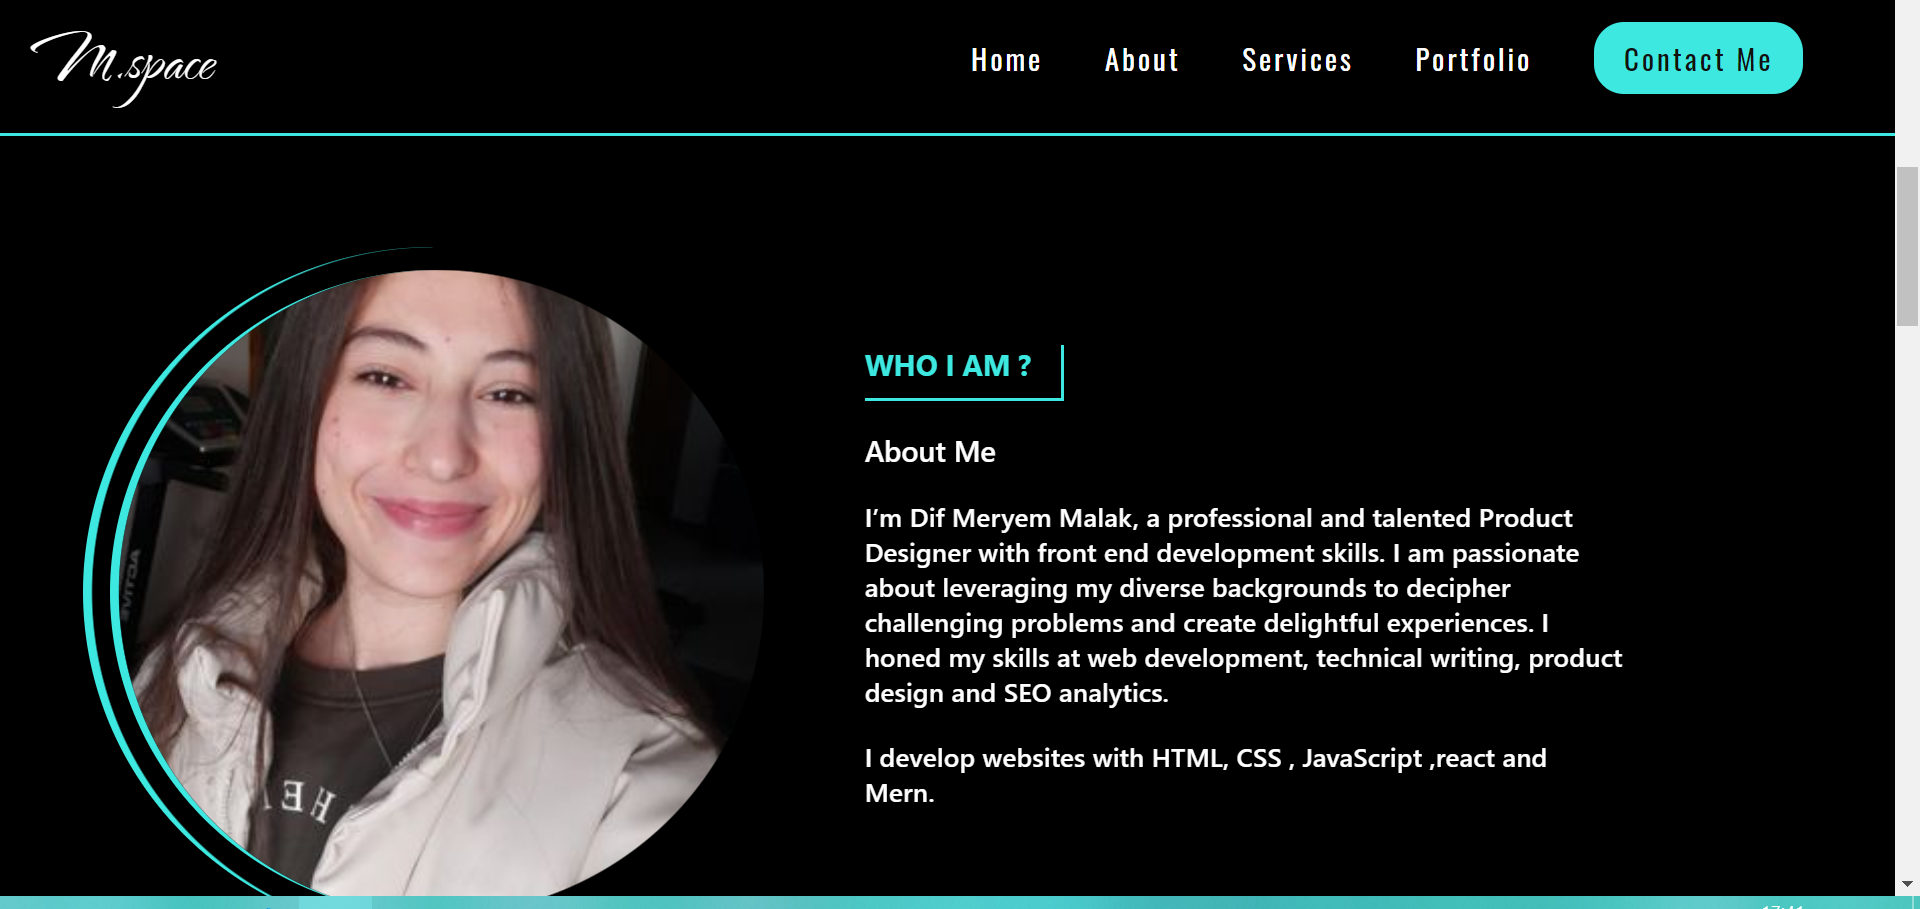 M.space
Home About Services Portfolio Contact Me
WHO I AM ?
About Me
I’m Dif Meryem Malak, a professional and talented Product
Designer with front end development skills. I am passionate
about leveraging my diverse backgrounds to decipher
challenging problems and create delightful experiences. I
honed my skills at web development, technical writing, product
design and SEO analytics.
I develop websites with HTML, CSS , JavaScript ,react and
Mern.